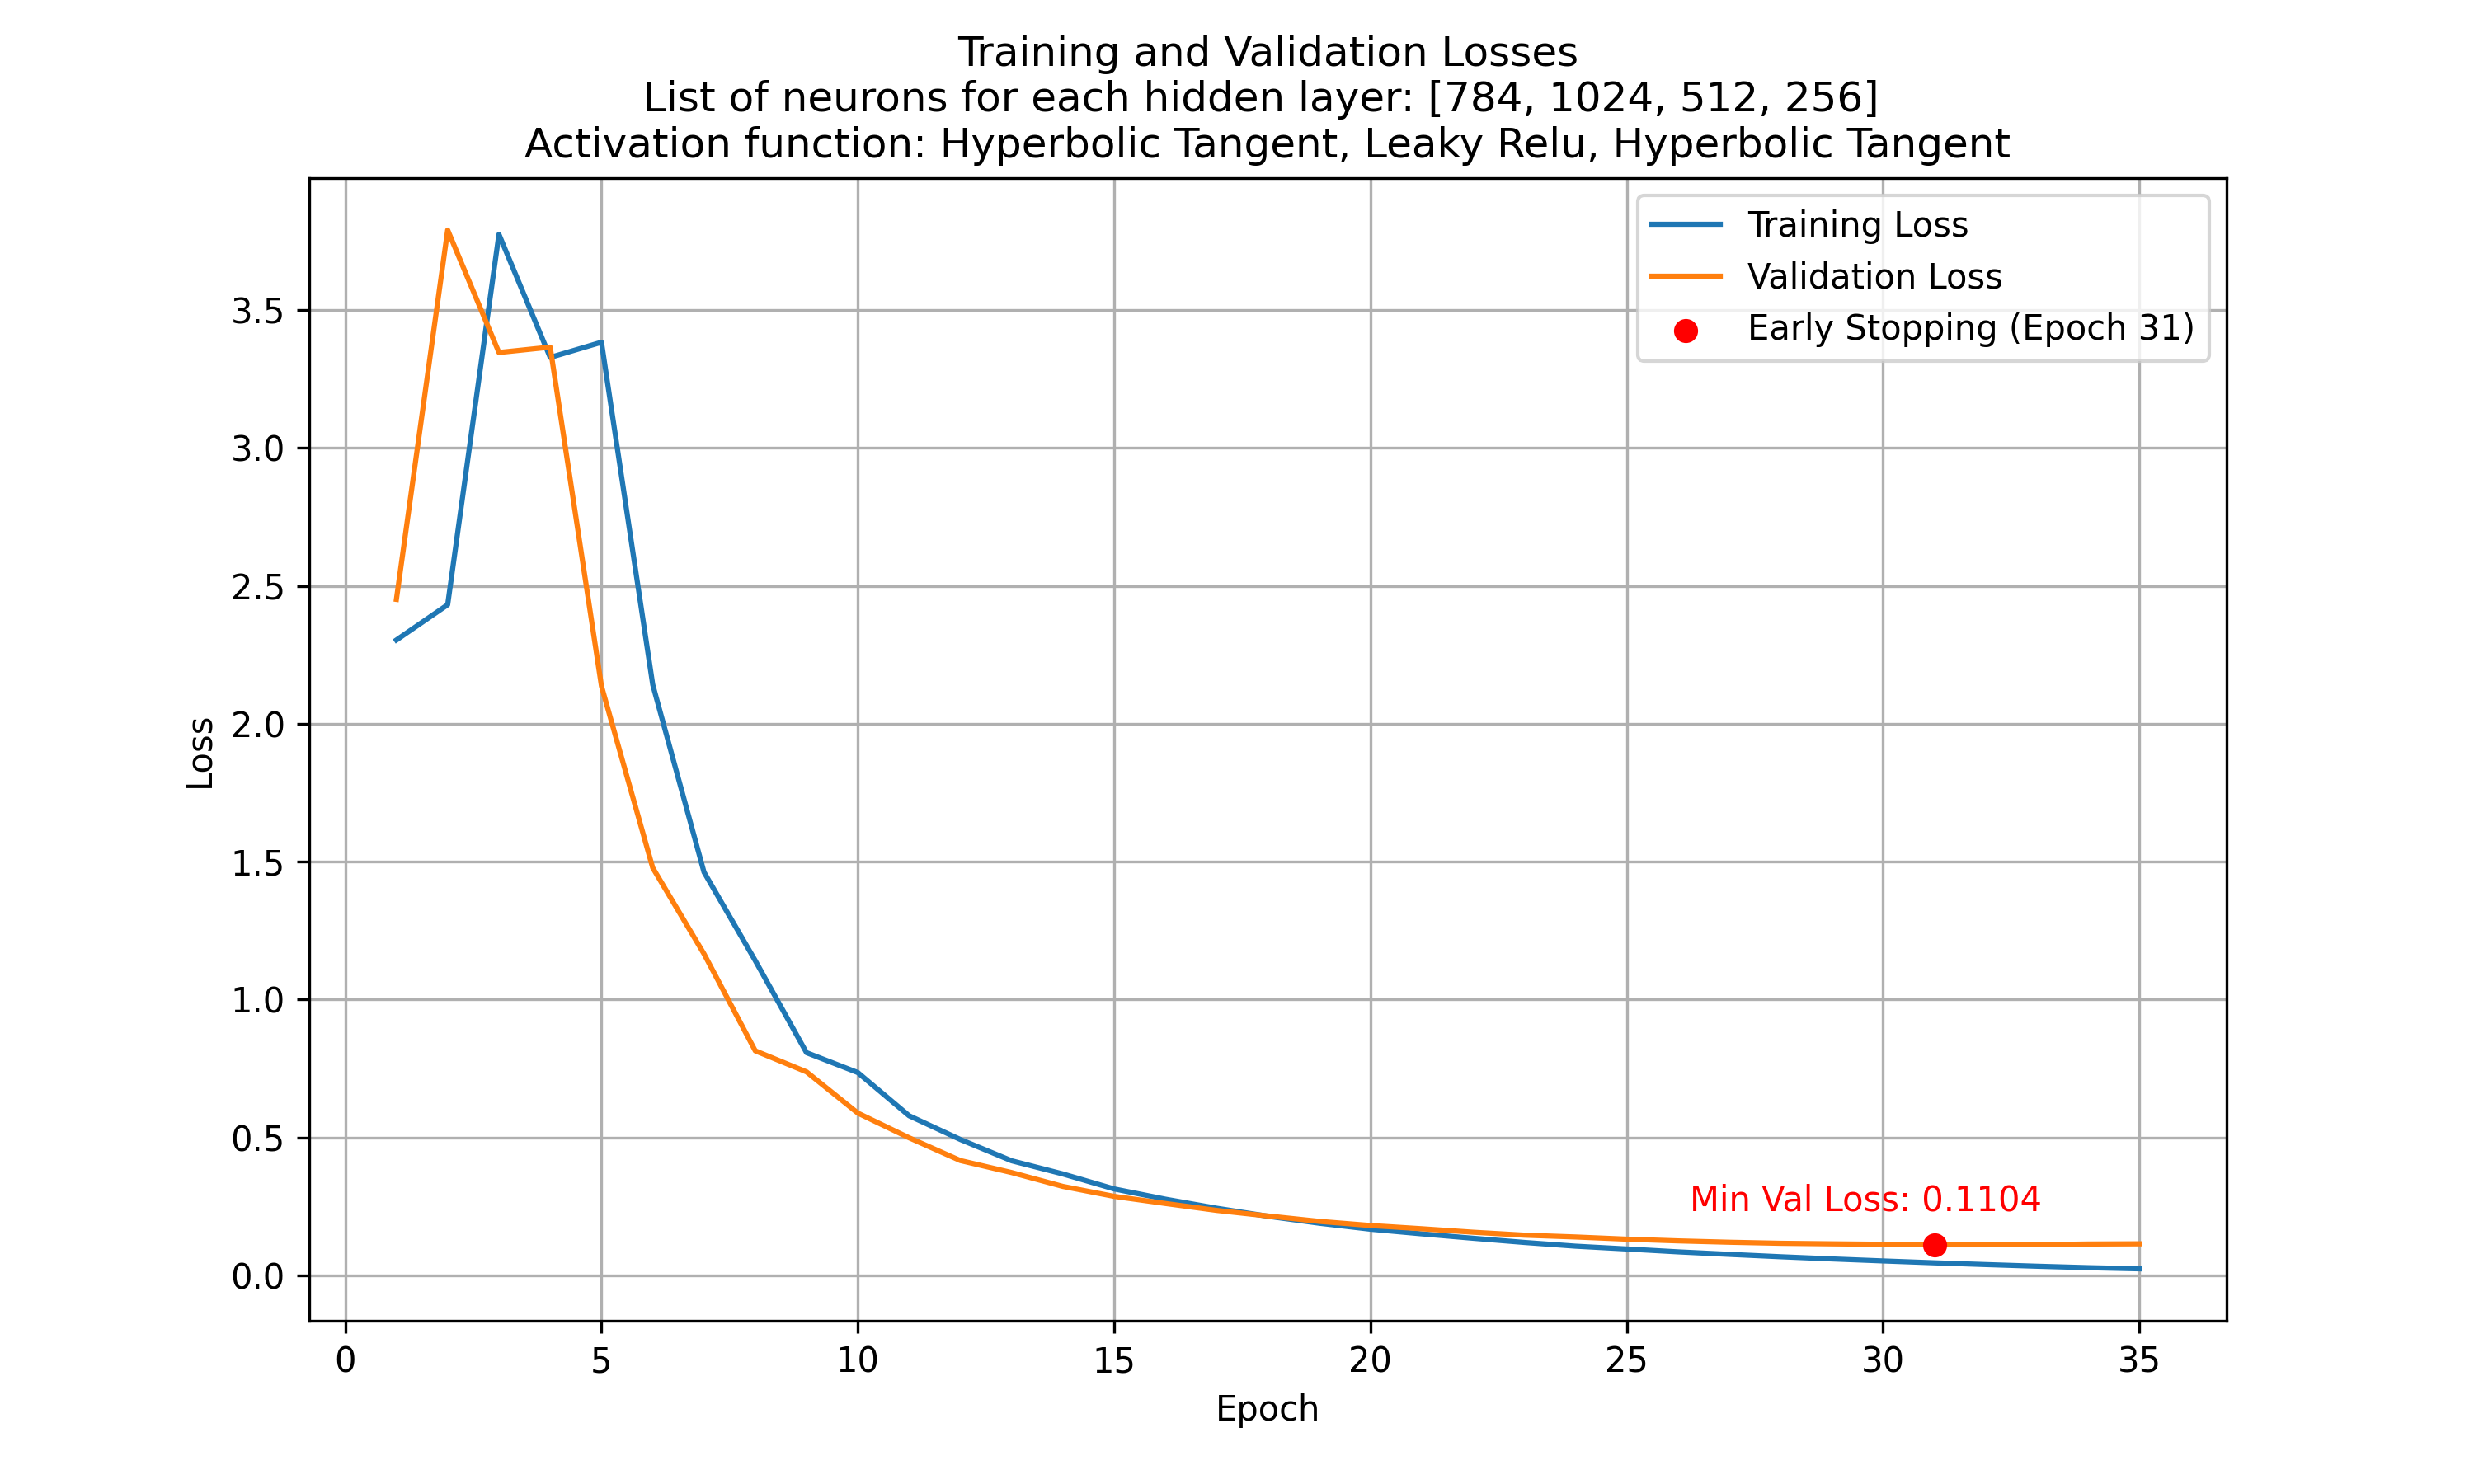 Training and Validation Losses
List of neurons for each hidden layer: [784, 1024, 512, 256]
Activation function: Hyperbolic Tangent, Leaky Relu, Hyperbolic Tangent
Training Loss
Validation Loss
Early Stopping (Epoch 31)
3.5
3.0
2.5
2.0
1.5
1.0
0.5
0.0
Loss
Min Val Loss: 0.1104
0 5 10 15 20 25 30 35
Epoch